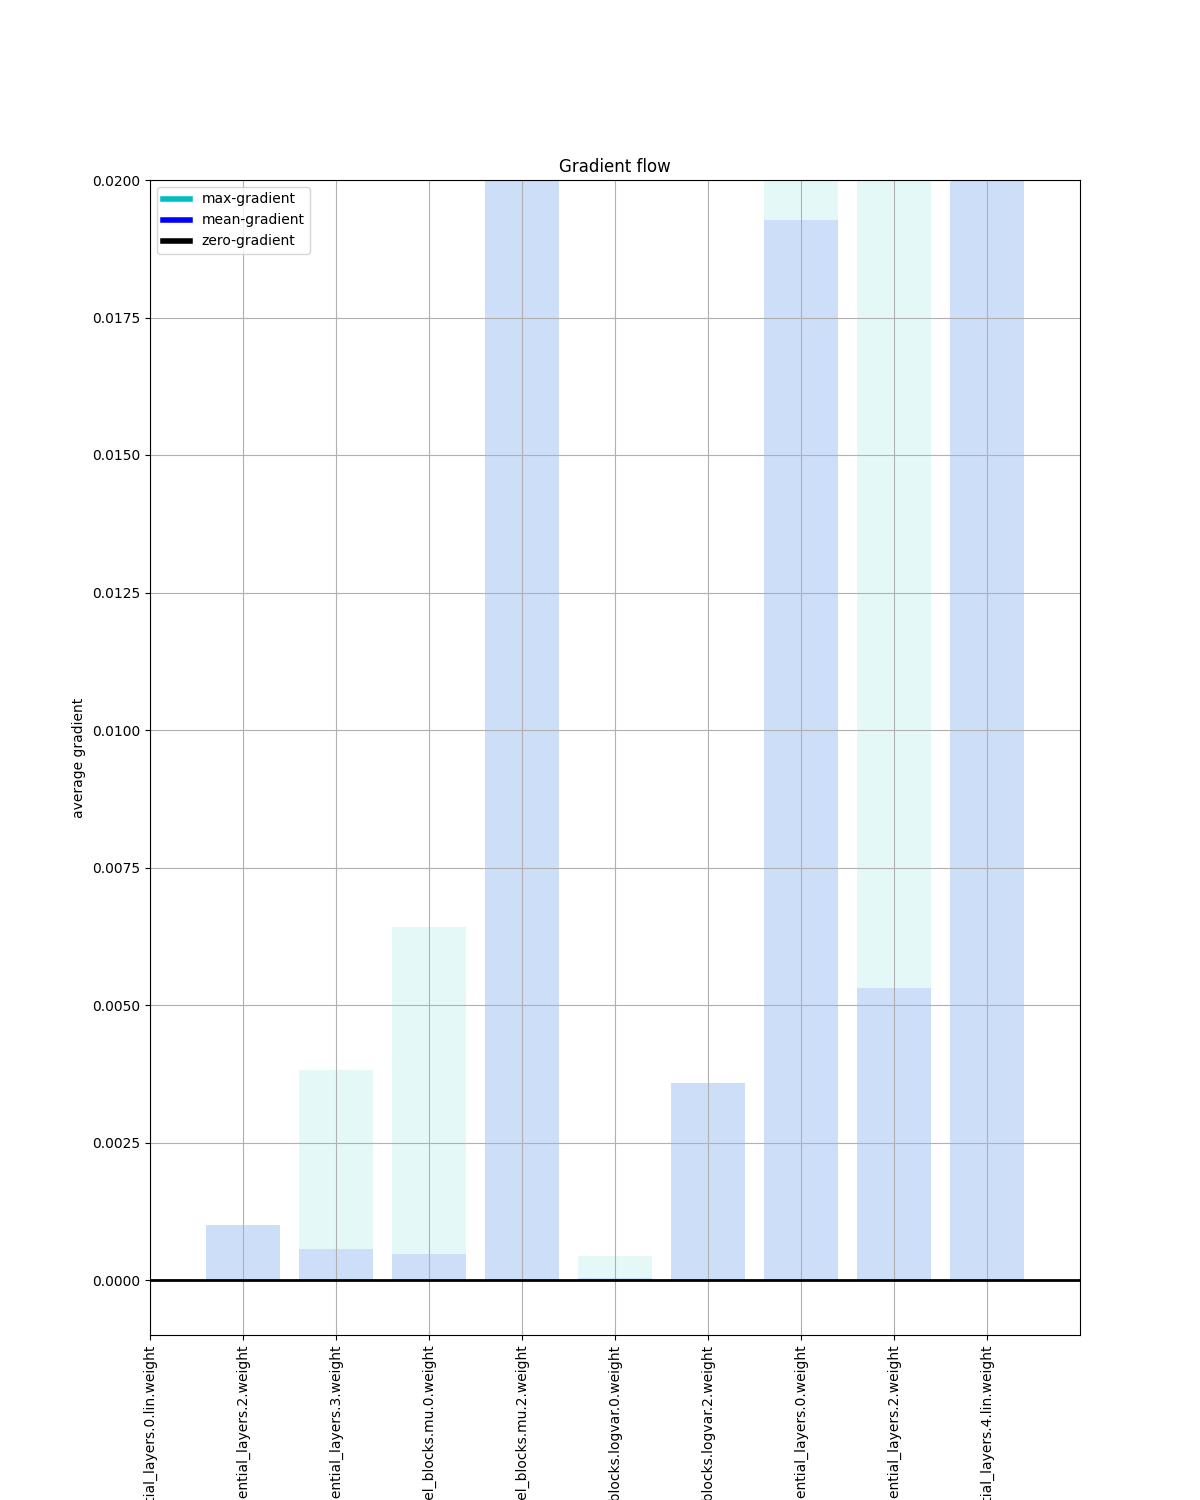 Gradient flow
max-gradient
mean-gradient
zero-gradient
average gradient
0.0200
0.0175
0.0150
0.0125
0.0100
0.0075
0.0050
0.0025
0.0000
tial_layers.0.lin.weight
ential_layers.2.weight
ential_layers.3.weight
el_blocks.mu.0.weight
el_blocks.mu.2.weight
blocks.logvar.0.weight
blocks.logvar.2.weight
ential_layers.0.weight
ential_layers.2.weight
tial_layers.4.lin.weight